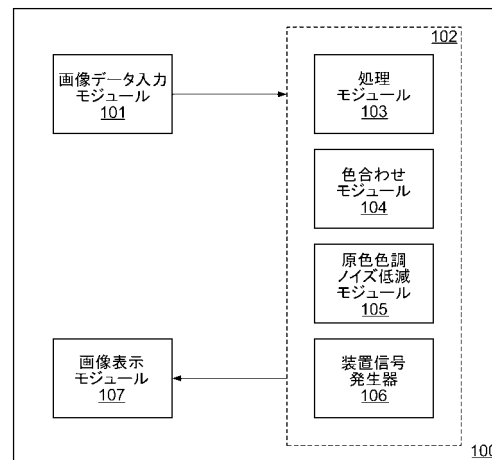 102
画像データ入力
モジュール
101
処理
モジュール
103
色合わせ
モジュール
104
原色色調
ノイズ低減
モジュール
105
画像表示
モジュール
107
装置信号
発生器
106
100